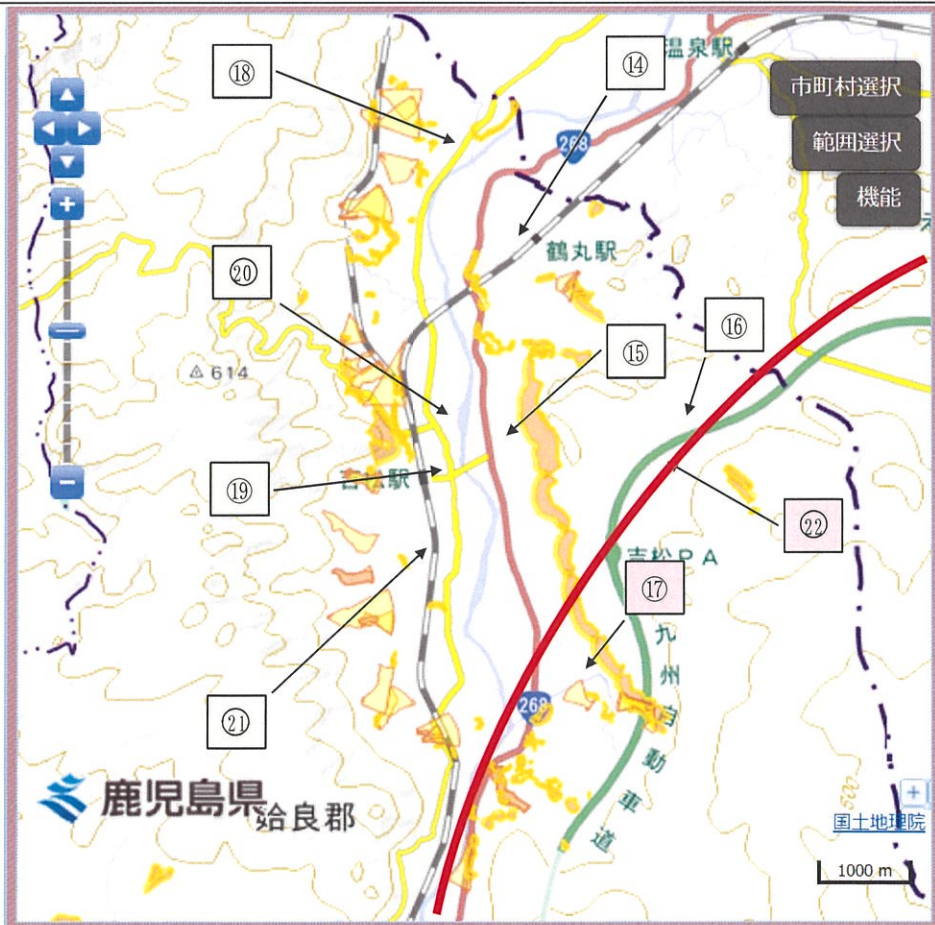 ⑱
⑭
温泉駅
市町村選択
範囲選択
機能
268
鶴丸駅
⑳
⑮
⑯
614
⑲
吉松駅
㉒
吉松PA
⑰
九州自動車道
㉑
268
鹿児島県
姶良郡
国土地理院
1000 m